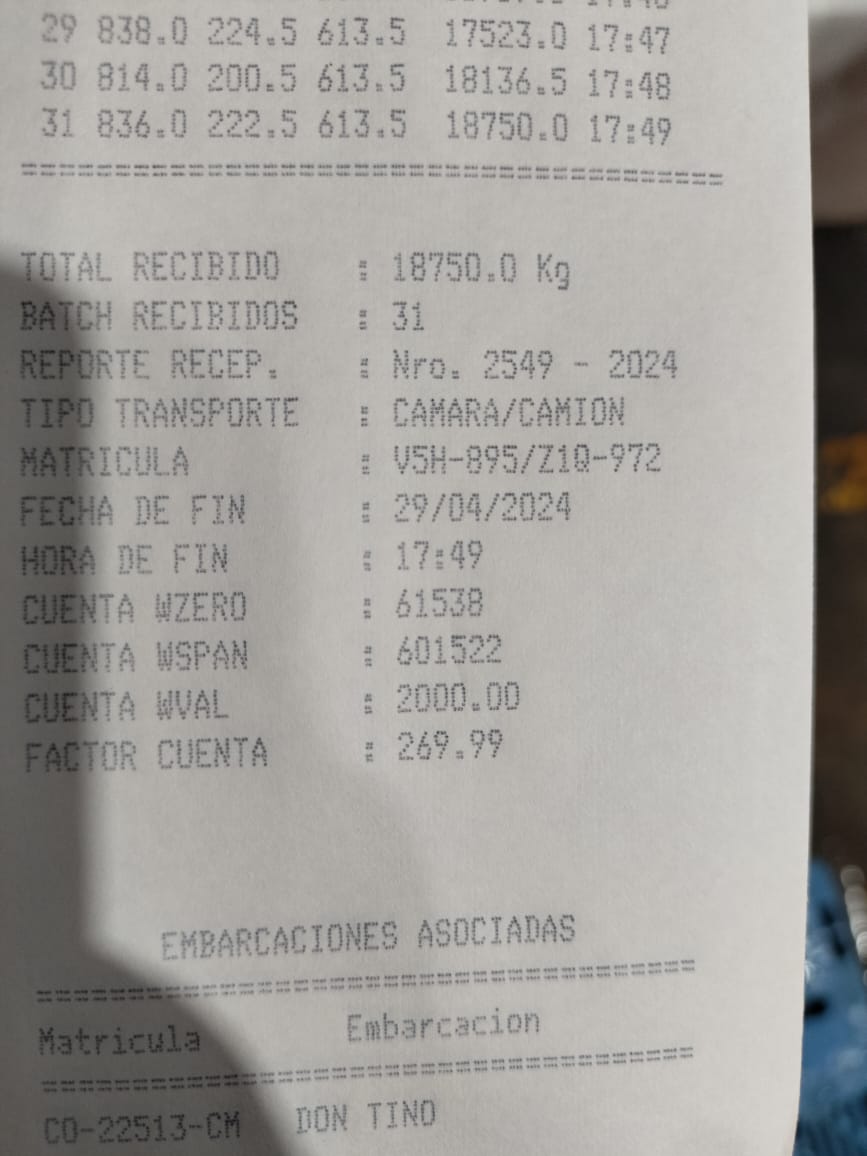 29 838.0 224.5 613.5 17523.0 17:47
30 814.0 200.5 613.5 18136.5 17:48
31 836.0 222.5 613.5 18750.0 17:49
TOTAL RECIBIDO : 18750.0 Kg
BATCH RECIBIDOS : 31
REPORTE RECEP. : Nro. 2549 - 2024
TIPO TRANSPORTE : CAMARA/CAMION
MATRICULA : V5H-895/Z1Q-972
FECHA DE FIN : 29/04/2024
HORA DE FIN : 17:49
CUENTA WZERO : 61538
CUENTA WSPAN : 601522
CUENTA WVAL : 2000.00
FACTOR CUENTA : 269.99
EMBARCACIONES ASOCIADAS
Matricula Embarcacion
CO-22513-CM DON TINO